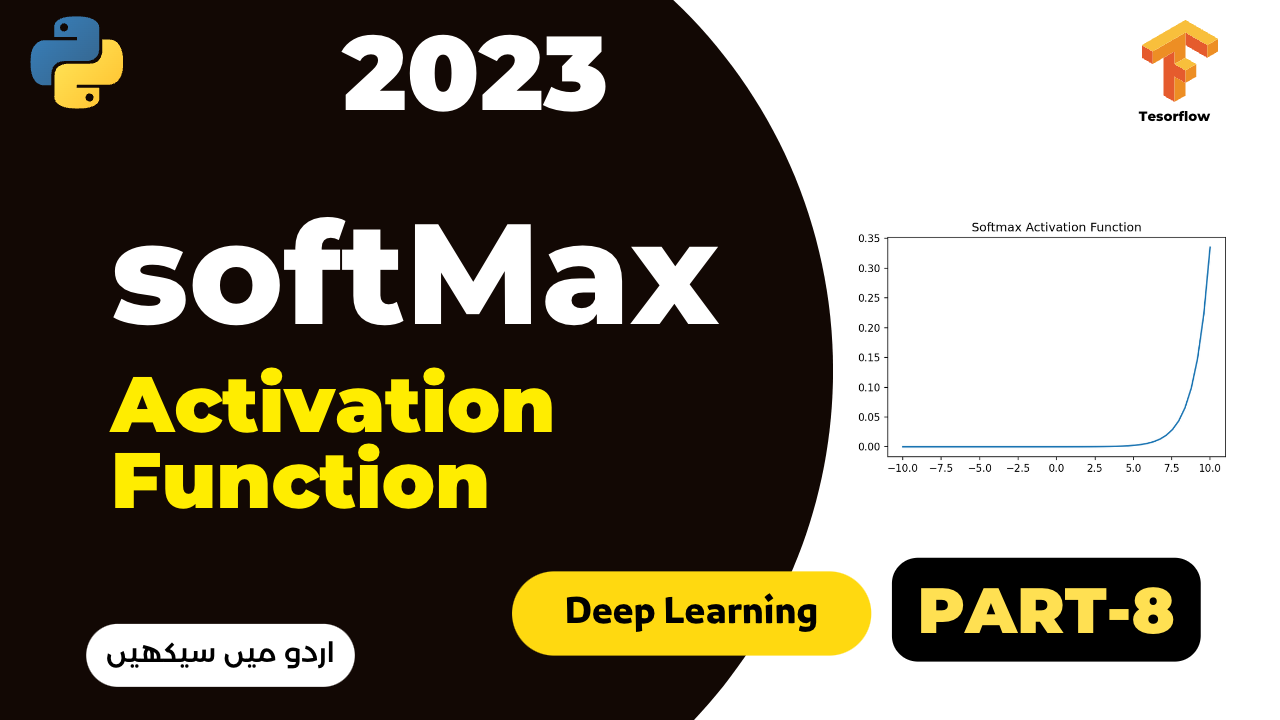 2023
Tesorflow
softMax
Activation
Function
Softmax Activation Function
0.35
0.30
0.25
0.20
0.15
0.10
0.05
0.00
−10.0 −7.5 −5.0 −2.5 0.0 2.5 5.0 7.5 10.0
Deep Learning
PART-8
اردو میں سیکھیں